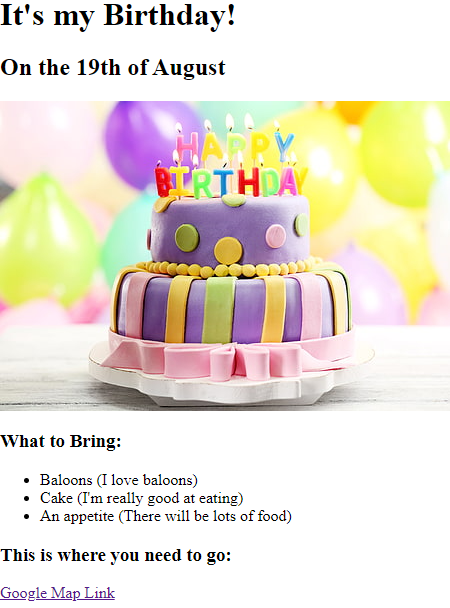 It's my Birthday!
On the 19th of August
HAPPY
BIRTHDAY
What to Bring:
Baloons (I love baloons)
Cake (I'm really good at eating)
An appetite (There will be lots of food)
This is where you need to go:
Google Map Link